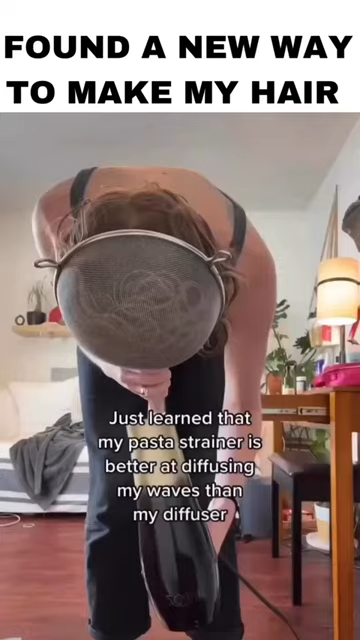 FOUND A NEW WAY
TO MAKE MY HAIR
Just learned that
my pasta strainer is
better at diffusing
my waves than
my diffuser